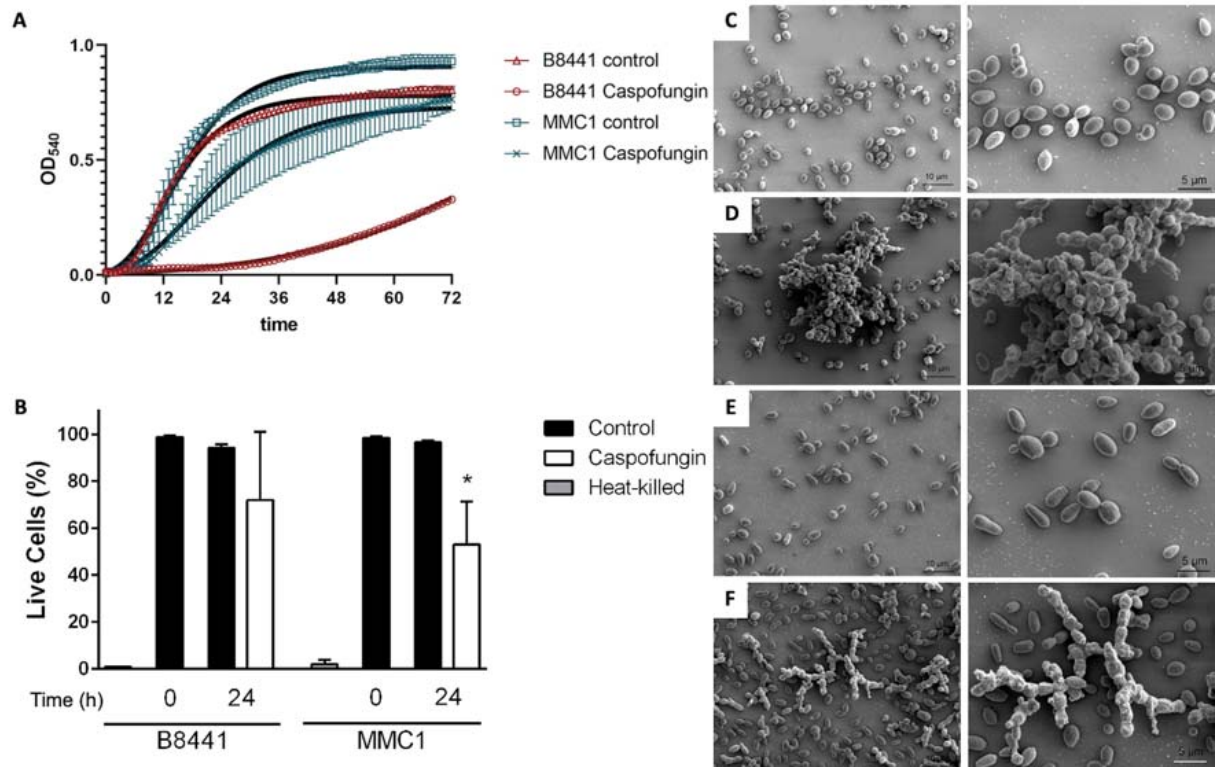 A
1.0
0.5
0.0
OD540
0 12 24 36 48 60 72
time
B8441 control
B8441 Caspofungin
MMC1 control
MMC1 Caspofungin
B
100
80
60
40
20
0
Live Cells (%)
*
Time (h) 0 24 0 24
B8441 MMC1
Control
Caspofungin
Heat-killed
C
10 µm
5 µm
D
10 µm
E
10 µm
5 µm
F
5 µm